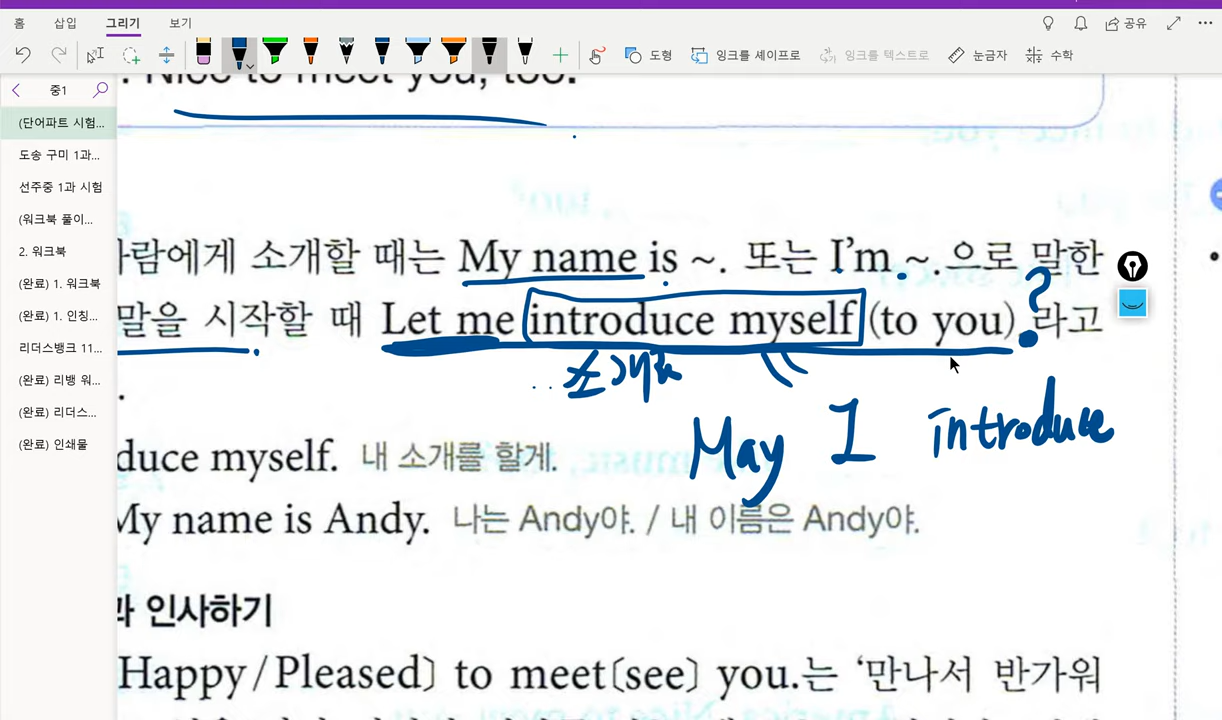 홈 삽입 그리기 보기
공유
도형 잉크를 셰이프로 잉크를 텍스트로 눈금자 수학
중1
(단어파트 시험...
도송 구미 1과...
선주중 1과 시험
(워크북 풀이...
2. 워크북
(완료) 1. 워크북
(완료) 1. 인칭...
리더스뱅크 11...
(완료) 리뱅 워...
(완료) 리더스...
(완료) 인쇄물
. Nice to meet you, too.
사람에게 소개할 때는 My name is ~. 또는 I'm ~.으로 말한
말을 시작할 때 Let me introduce myself (to you).라고
?
소개하
.
May I introduce
duce myself. 내 소개를 할게.
My name is Andy. 나는 Andy야. / 내 이름은 Andy야.
과 인사하기
Happy / Pleased) to meet(see) you.는 '만나서 반가워